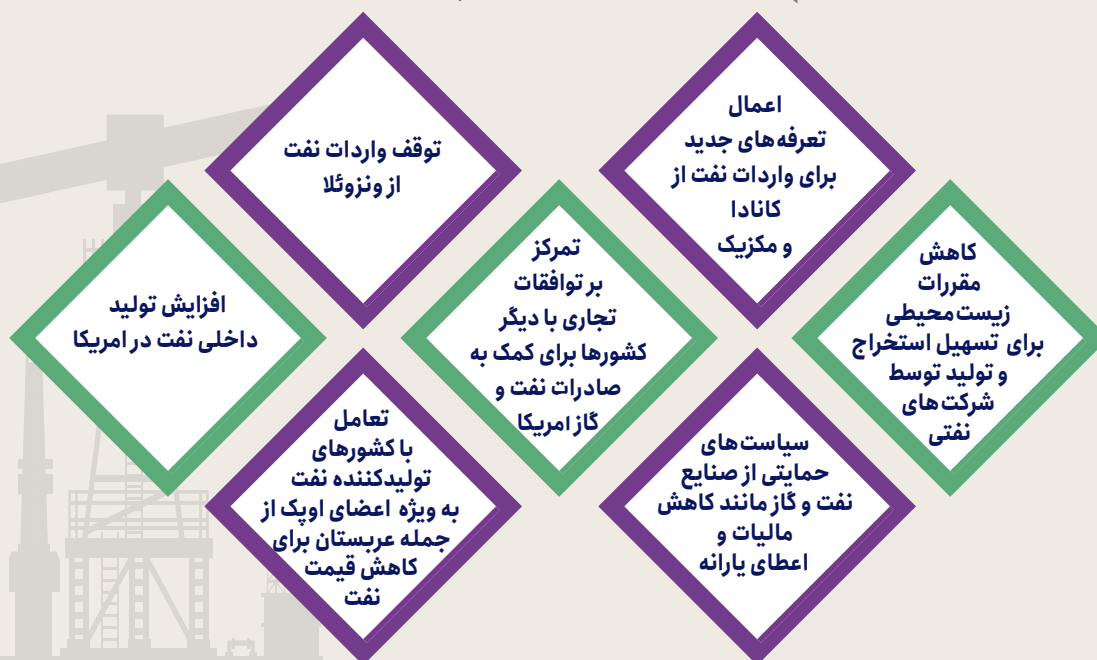 اعمال
تعرفه‌های جدید
برای واردات نفت از
کانادا
و مکزیک
توقف واردات نفت
از ونزوئلا
کاهش
مقررات
زیست‌محیطی
برای تسهیل استخراج
و تولید توسط
شرکت‌های
نفتی
تمرکز
بر توافقات
تجاری با دیگر
کشورها برای کمک به
صادرات نفت و
گاز امریکا
افزایش تولید
داخلی نفت در امریکا
سیاست‌های
حمایتی از صنایع
نفت و گاز مانند کاهش
مالیات و
اعطای یارانه
تعامل
با کشورهای
تولیدکننده نفت
به ویژه اعضای اوپک از
جمله عربستان برای
کاهش قیمت
نفت